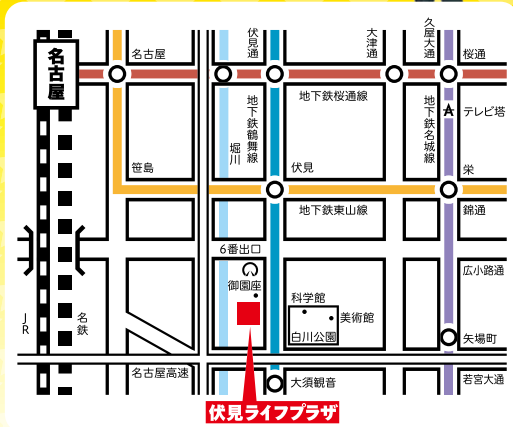 久屋大通
伏見通
大津通
桜通
名古屋
名古屋
地下鉄桜通線
地下鉄鶴舞線
地下鉄名城線
テレビ塔
堀川
笹島
伏見
栄
地下鉄東山線
錦通
6番出口
広小路通
御園座
科学館
美術館
白川公園
JR
名鉄
矢場町
名古屋高速
大須観音
若宮大通
伏見ライフプラザ